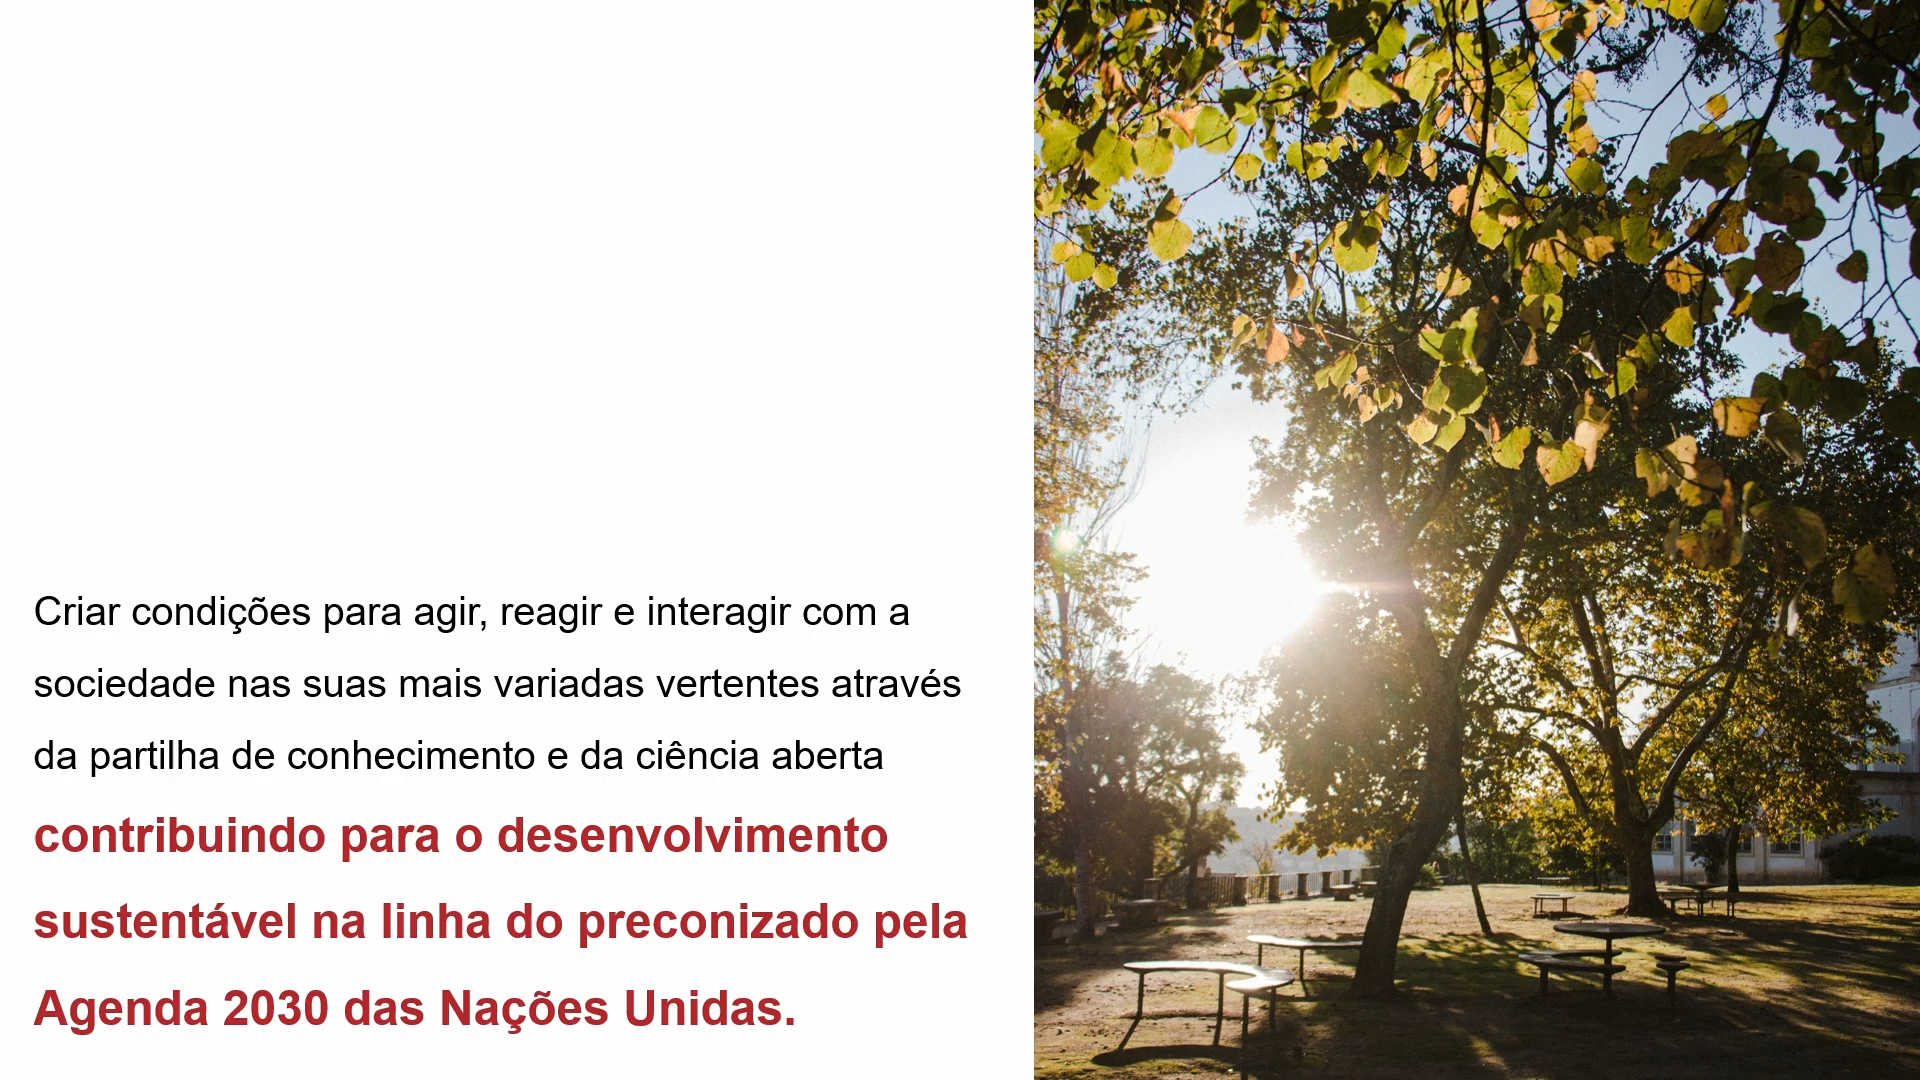 Criar condições para agir, reagir e interagir com a
sociedade nas suas mais variadas vertentes através
da partilha de conhecimento e da ciência aberta
contribuindo para o desenvolvimento
sustentável na linha do preconizado pela
Agenda 2030 das Nações Unidas.